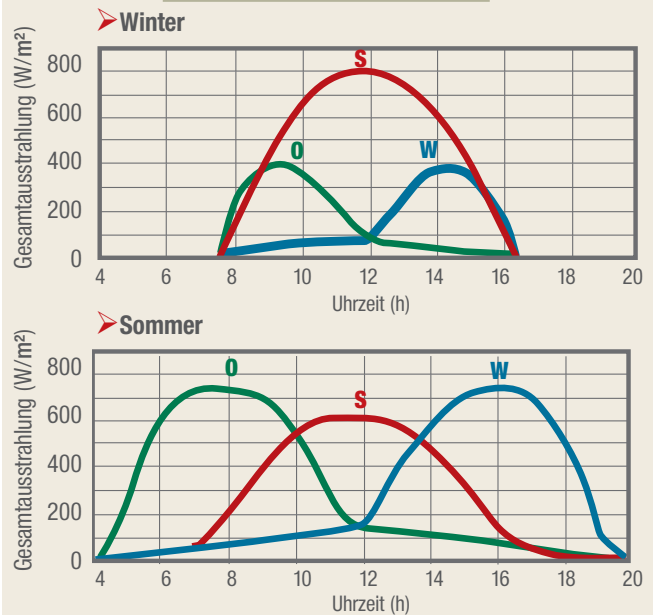 ➤Winter
Gesamtausstrahlung (W/m²)
800
600
400
200
0
S
O
W
4 6 8 10 12 14 16 18 20
Uhrzeit (h)
➤Sommer
Gesamtausstrahlung (W/m²)
800
600
400
200
0
O
S
W
4 6 8 10 12 14 16 18 20
Uhrzeit (h)